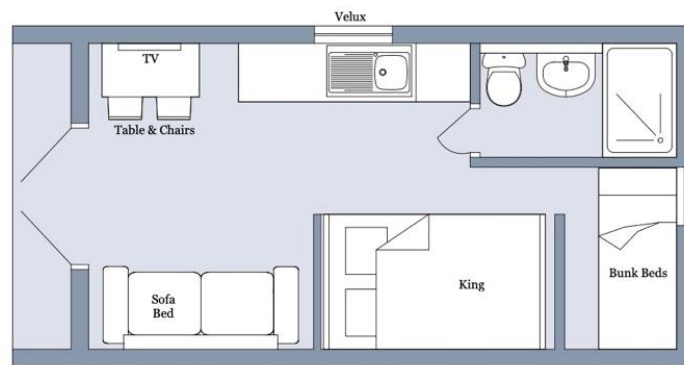 Velux
TV
Table & Chairs
Sofa
Bed
King
Bunk Beds